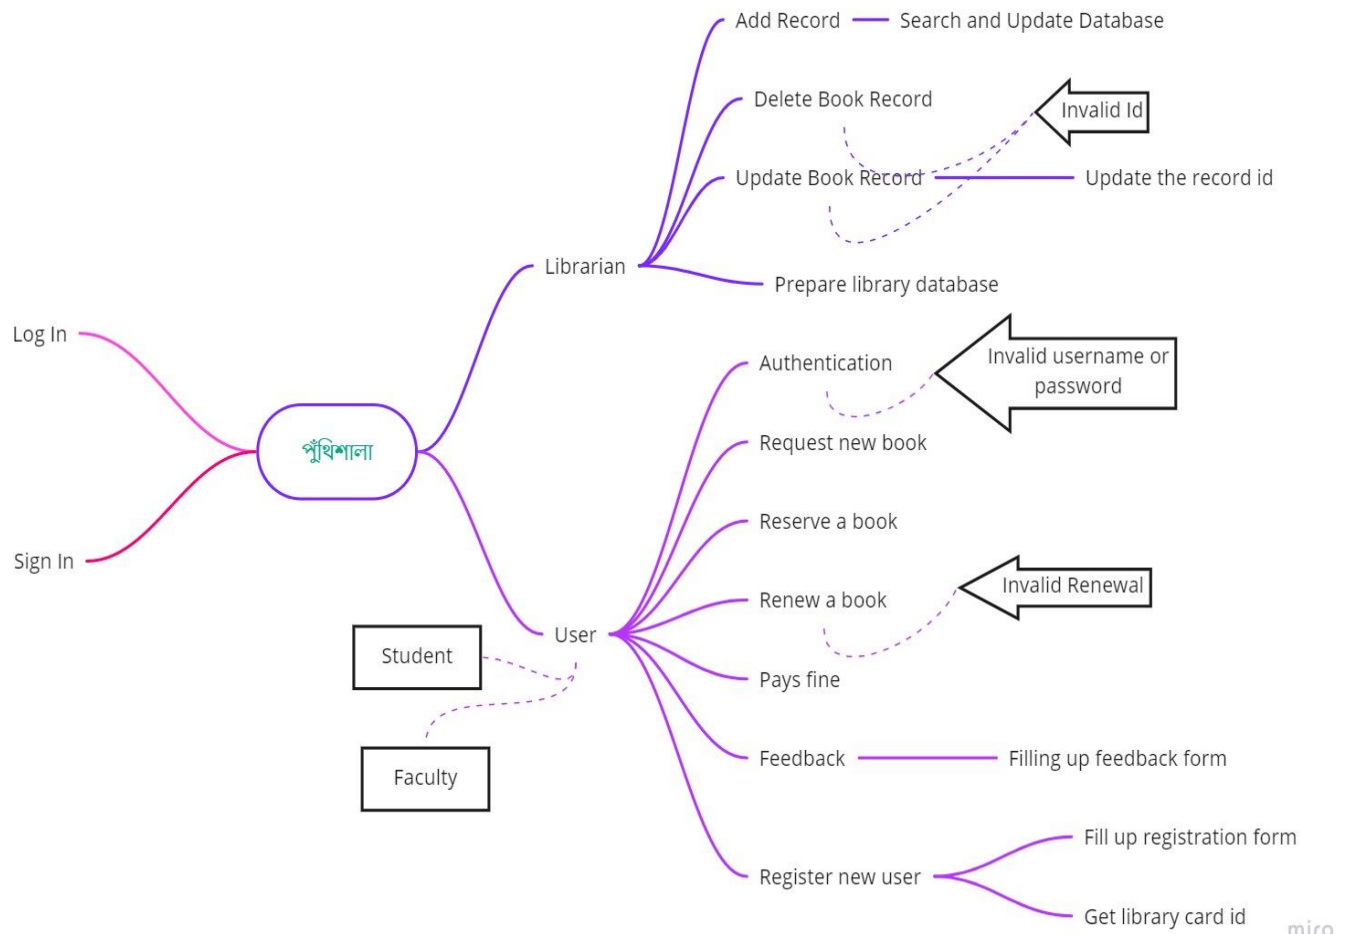 Add Record
Search and Update Database
Delete Book Record
Invalid Id
Update Book Record
Update the record id
Librarian
Prepare library database
Log In
Authentication
Invalid username or
password
Request new book
পুঁথিশালা
Reserve a book
Sign In
Renew a book
Invalid Renewal
User
Student
Pays fine
Faculty
Feedback
Filling up feedback form
Fill up registration form
Register new user
Get library card id
miro